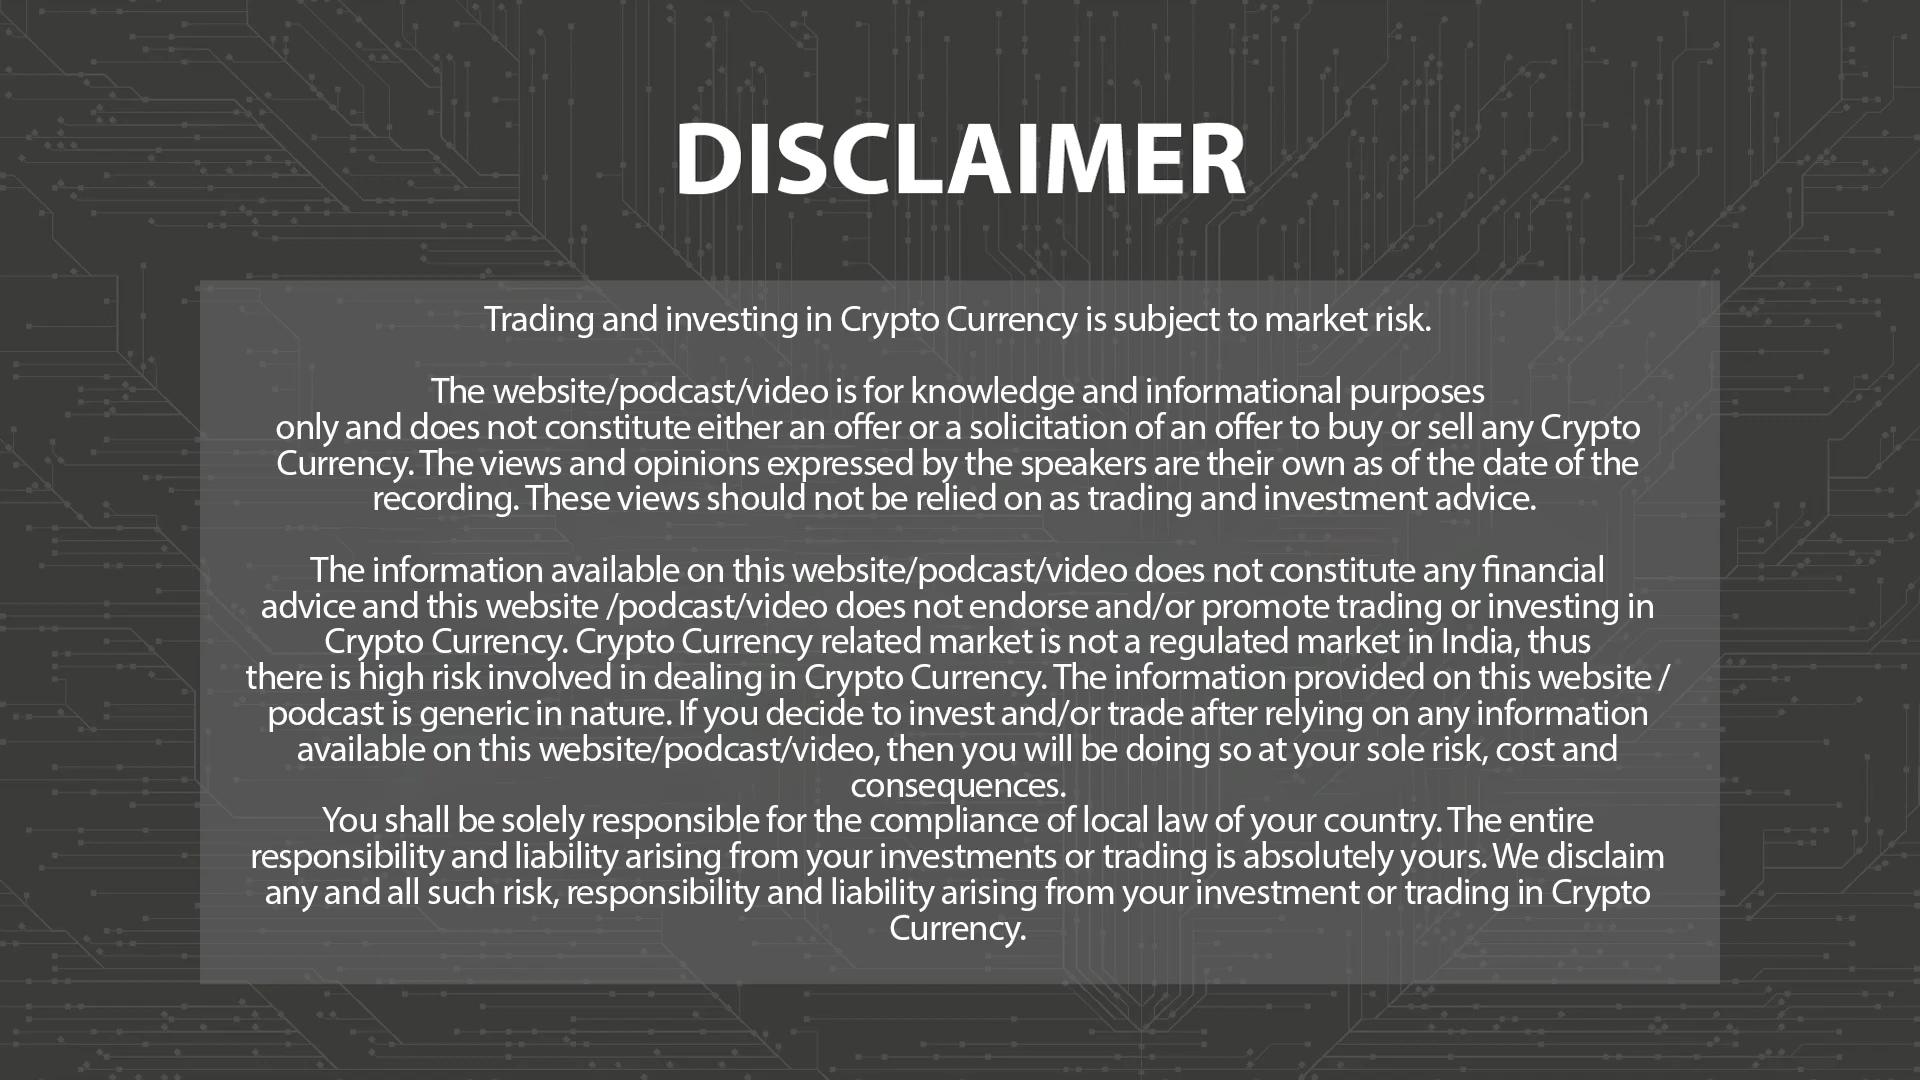 DISCLAIMER
Trading and investing in Crypto Currency is subject to market risk.
The website/podcast/video is for knowledge and informational purposes
only and does not constitute either an offer or a solicitation of an offer to buy or sell any Crypto
Currency. The views and opinions expressed by the speakers are their own as of the date of the
recording. These views should not be relied on as trading and investment advice.
The information available on this website/podcast/video does not constitute any financial
advice and this website /podcast/video does not endorse and/or promote trading or investing in
Crypto Currency. Crypto Currency related market is not a regulated market in India, thus
there is high risk involved in dealing in Crypto Currency. The information provided on this website /
podcast is generic in nature. If you decide to invest and/or trade after relying on any information
available on this website/podcast/video, then you will be doing so at your sole risk, cost and
consequences.
You shall be solely responsible for the compliance of local law of your country. The entire
responsibility and liability arising from your investments or trading is absolutely yours. We disclaim
any and all such risk, responsibility and liability arising from your investment or trading in Crypto
Currency.